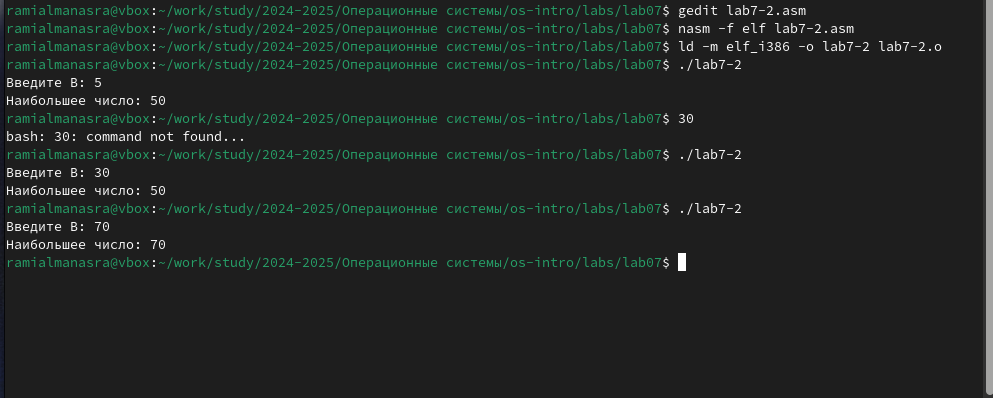 ramialmanasra@vbox:~/work/study/2024-2025/Операционные системы/os-intro/labs/lab07$ gedit lab7-2.asm
ramialmanasra@vbox:~/work/study/2024-2025/Операционные системы/os-intro/labs/lab07$ nasm -f elf lab7-2.asm
ramialmanasra@vbox:~/work/study/2024-2025/Операционные системы/os-intro/labs/lab07$ ld -m elf_i386 -o lab7-2 lab7-2.o
ramialmanasra@vbox:~/work/study/2024-2025/Операционные системы/os-intro/labs/lab07$ ./lab7-2
Введите B: 5
Наибольшее число: 50
ramialmanasra@vbox:~/work/study/2024-2025/Операционные системы/os-intro/labs/lab07$ 30
bash: 30: command not found...
ramialmanasra@vbox:~/work/study/2024-2025/Операционные системы/os-intro/labs/lab07$ ./lab7-2
Введите B: 30
Наибольшее число: 50
ramialmanasra@vbox:~/work/study/2024-2025/Операционные системы/os-intro/labs/lab07$ ./lab7-2
Введите B: 70
Наибольшее число: 70
ramialmanasra@vbox:~/work/study/2024-2025/Операционные системы/os-intro/labs/lab07$